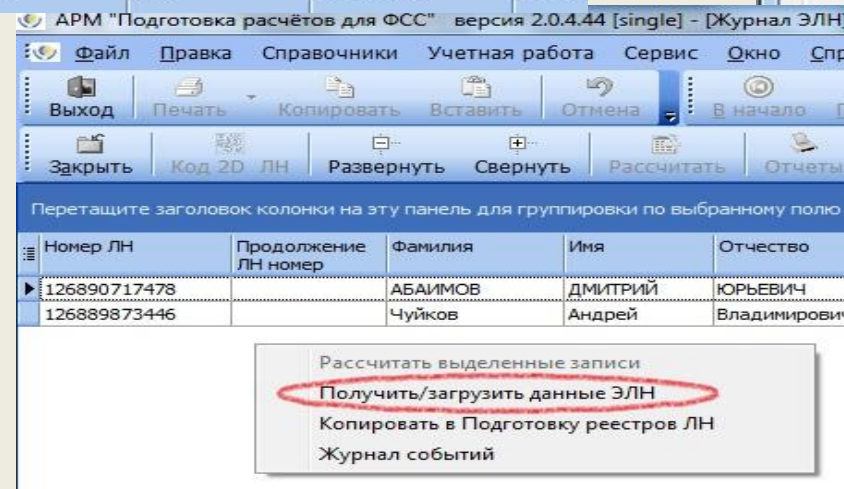 АРМ "Подготовка расчётов для ФСС" версия 2.0.4.44 [single] - [Журнал ЭЛН]
Файл Правка Справочники Учетная работа Сервис Окно
Выход Печать Копировать Вставить Отмена В начало
Закрыть Код 2D ЛН Развернуть Свернуть Рассчитать Отчеты
Перетащите заголовок колонки на эту панель для группировки по выбранному полю
Номер ЛН Продолжение ЛН номер Фамилия Имя Отчество
126890717478 АБАИМОВ ДМИТРИЙ ЮРЬЕВИЧ
126889873446 Чуйков Андрей Владимирович
Рассчитать выделенные записи
Получить/загрузить данные ЭЛН
Копировать в Подготовку реестров ЛН
Журнал событий